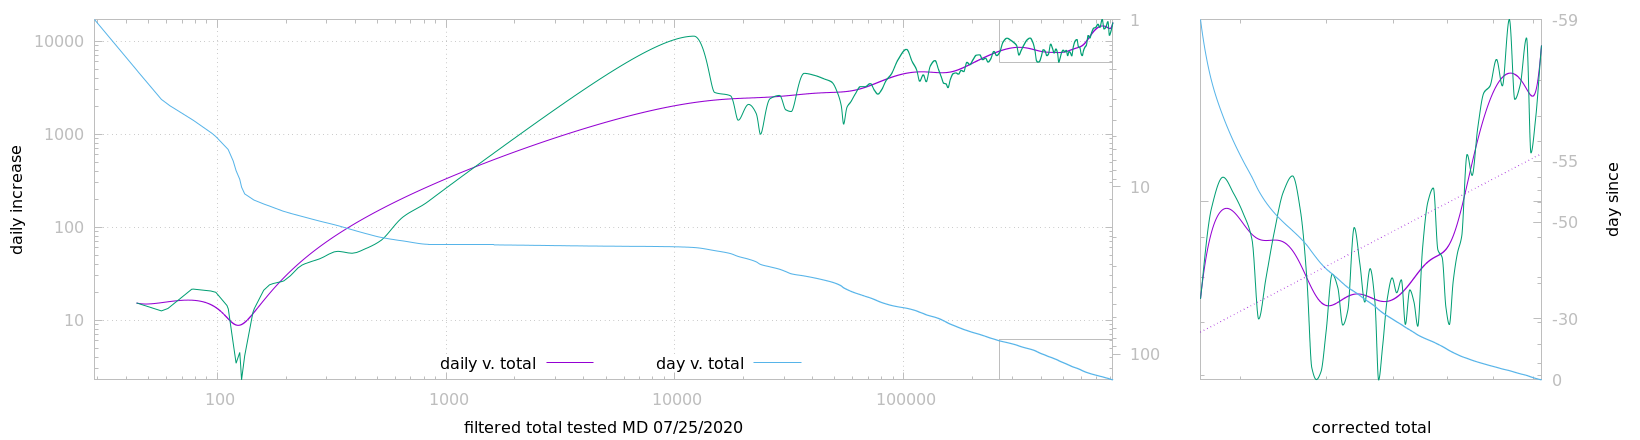 daily increase
10000
1000
100
10
100
1000
10000
100000
1
10
100
daily v. total
day v. total
filtered total tested MD 07/25/2020
-59
-55
-50
-30
0
day since
corrected total